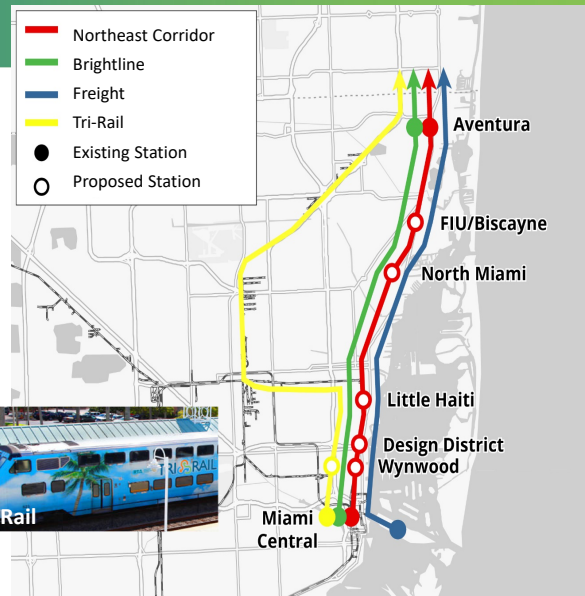 Northeast Corridor
Brightline
Freight
Tri-Rail
Existing Station
Proposed Station
Aventura
FIU/Biscayne
North Miami
Little Haiti
Design District
Wynwood
TRI RAIL
Rail
Miami
Central